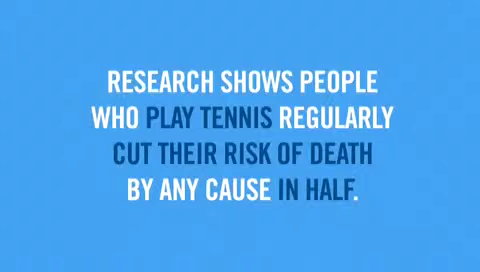 RESEARCH SHOWS PEOPLE
WHO PLAY TENNIS REGULARLY
CUT THEIR RISK OF DEATH
BY ANY CAUSE IN HALF.